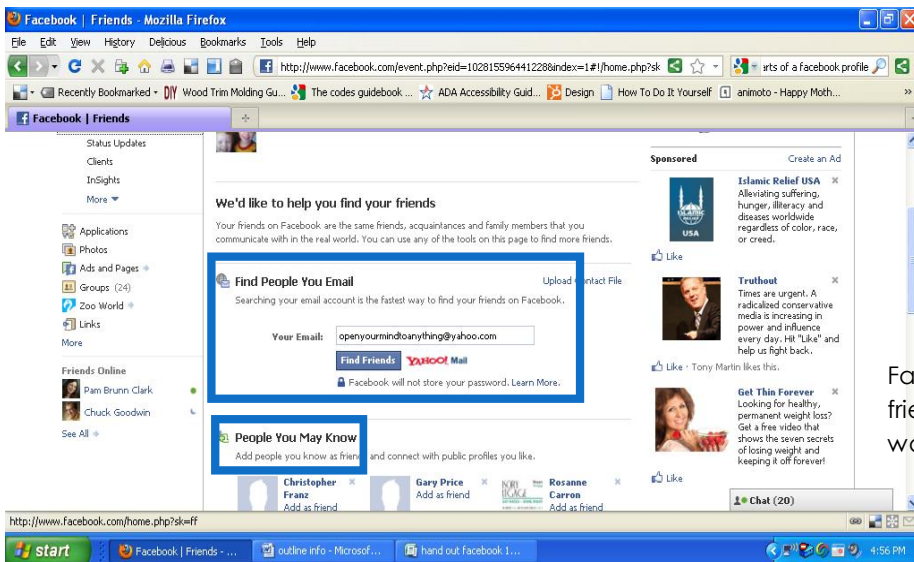 Facebook | Friends - Mozilla Firefox
File Edit View History Delicious Bookmarks Tools Help
http://www.facebook.com/event.php?eid=102815596441228&index=1#!/home.php?sk
arts of a facebook profile
Recently Bookmarked
Wood Trim Molding Gu...
The codes guidebook ...
ADA Accessibility Guid...
Design
How To Do It Yourself
animoto - Happy Moth...
Facebook | Friends
Status Updates
Clients
InSights
More
Applications
Photos
Ads and Pages
Groups (24)
Zoo World
Links
More
Friends Online
Pam Brunn Clark
Chuck Goodwin
See All
We'd like to help you find your friends
Your friends on Facebook are the same friends, acquaintances and family members that you
communicate with in the real world. You can use any of the tools on this page to find more friends.
Find People You Email
Upload Contact File
Searching your email account is the fastest way to find your friends on Facebook.
Your Email: openyourmindtoanything@yahoo.com
Find Friends YAHOO! Mail
Facebook will not store your password. Learn More.
People You May Know
Add people you know as friends and connect with public profiles you like.
Christopher
Franz
Add as friend
Gary Price
Add as friend
Rosanne
Carron
Add as friend
Sponsored
Create an Ad
Islamic Relief USA
Alleviating suffering,
hunger, illiteracy and
diseases worldwide
regardless of color, race,
or creed.
ISLAMIC
USA
Like
Truthout
Times are urgent. A
radicalized conservative
media is increasing in
power and influence
every day. Hit "Like" and
help us fight back.
Like · Tony Martin likes this.
Get Thin Forever
Looking for healthy,
permanent weight loss?
Get a free video that
shows the seven secrets
of losing weight and
keeping it off forever!
Like
Chat (20)
Fa
frie
wo
http://www.facebook.com/home.php?sk=ff
start
Facebook | Friends - ...
outline info - Microsof...
hand out facebook 1...
4:56 PM